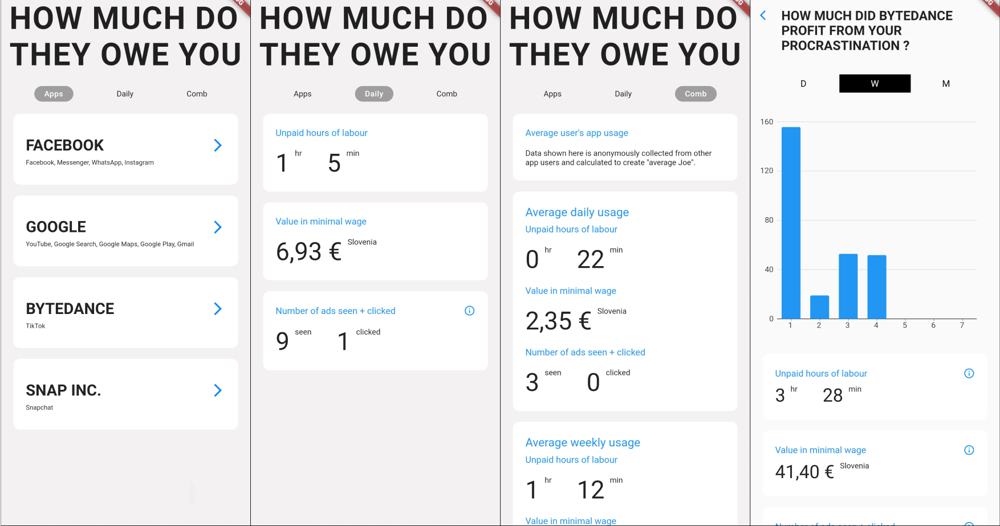 HOW MUCH DO
THEY OWE YOU
Apps Daily Comb
FACEBOOK
Facebook, Messenger, WhatsApp, Instagram
GOOGLE
YouTube, Google Search, Google Maps, Google Play, Gmail
BYTEDANCE
TikTok
SNAP INC.
Snapchat
HOW MUCH DO
THEY OWE YOU
Apps Daily Comb
Unpaid hours of labour
1 hr 5 min
Value in minimal wage
6,93 € Slovenia
Number of ads seen + clicked
9 seen 1 clicked
HOW MUCH DO
THEY OWE YOU
Apps Daily Comb
Average user's app usage
Data shown here is anonymously collected from other
app users and calculated to create "average Joe".
Average daily usage
Unpaid hours of labour
0 hr 22 min
Value in minimal wage
2,35 € Slovenia
Number of ads seen + clicked
3 seen 0 clicked
Average weekly usage
Unpaid hours of labour
1 hr 12 min
Value in minimal wage
HOW MUCH DID BYTEDANCE
PROFIT FROM YOUR
PROCRASTINATION ?
D W M
160
120
80
40
0
1 2 3 4 5 6 7
Unpaid hours of labour
3 hr 28 min
Value in minimal wage
41,40 € Slovenia
Number of ads seen + clicked